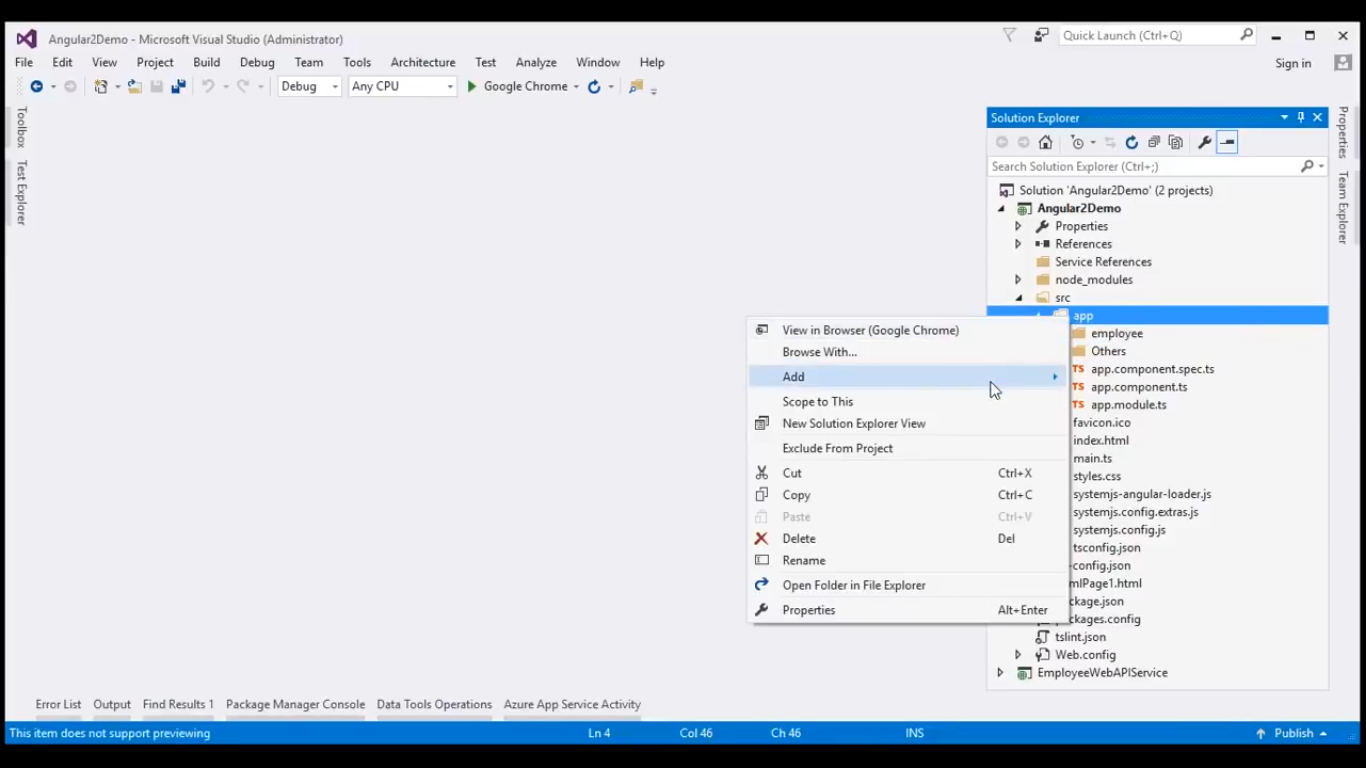 Angular2Demo - Microsoft Visual Studio (Administrator)
Quick Launch (Ctrl+Q)
File Edit View Project Build Debug Team Tools Architecture Test Analyze Window Help
Sign in
Debug Any CPU Google Chrome
Toolbox
Test Explorer
Solution Explorer
Search Solution Explorer (Ctrl+;)
Solution 'Angular2Demo' (2 projects)
Angular2Demo
Properties
References
Service References
node_modules
src
app
employee
Others
TS app.component.spec.ts
TS app.component.ts
TS app.module.ts
favicon.ico
index.html
main.ts
styles.css
systemjs-angular-loader.js
systemjs.config.extras.js
systemjs.config.js
tsconfig.json
-config.json
mlPage1.html
ckage.json
ckages.config
tslint.json
Web.config
EmployeeWebAPIService
Properties
Team Explorer
View in Browser (Google Chrome)
Browse With...
Add
Scope to This
New Solution Explorer View
Exclude From Project
Cut Ctrl+X
Copy Ctrl+C
Paste Ctrl+V
Delete Del
Rename
Open Folder in File Explorer
Properties Alt+Enter
Error List Output Find Results 1 Package Manager Console Data Tools Operations Azure App Service Activity
This item does not support previewing Ln 4 Col 46 Ch 46 INS Publish